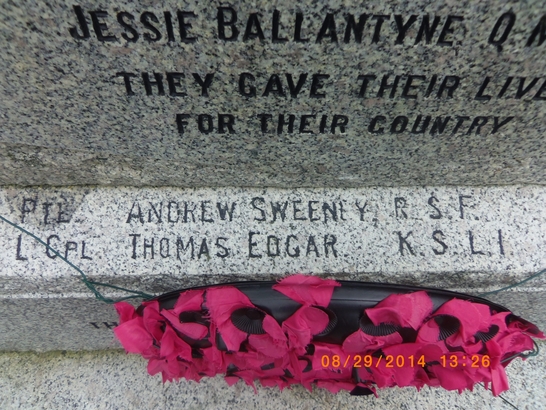 JESSIE BALLANTYNE Q M
THEY GAVE THEIR LIVE
FOR THEIR COUNTRY
PTE ANDREW SWEENEY, R.S.F.
L CPL THOMAS EDGAR. K.S.L.I.
08/29/2014 13:26